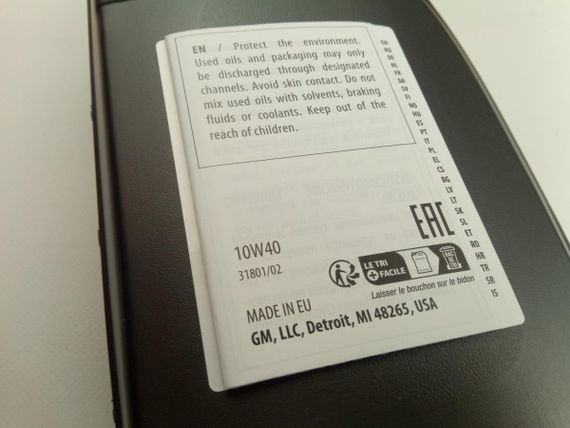 EN / Protect the environment.
Used oils and packaging may only
be discharged through designated
channels. Avoid skin contact. Do not
mix used oils with solvents, braking
fluids or coolants. Keep out of the
reach of children.
EN
RU
DE
NL
FR
DA
SV
FI
NO
HU
ES
PT
IT
PL
EL
CS
BG
LV
LT
SK
SL
ET
RO
HR
TR
SR
IS
EAC
10W40
31801/02
LE TRI
+ FACILE
Laisser le bouchon sur le bidon
MADE IN EU
GM, LLC, Detroit, MI 48265, USA